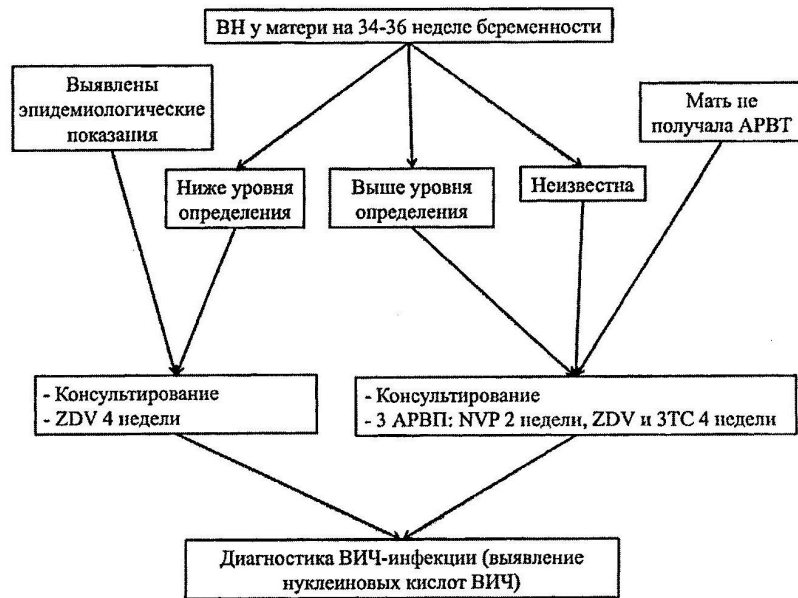 ВН у матери на 34-36 неделе беременности
Выявлены
эпидемиологические
показания
Мать не
получала АРВТ
Ниже уровня
определения
Выше уровня
определения
Неизвестна
- Консультирование
- ZDV 4 недели
- Консультирование
- 3 АРВП: NVP 2 недели, ZDV и 3ТС 4 недели
Диагностика ВИЧ-инфекции (выявление
нуклеиновых кислот ВИЧ)